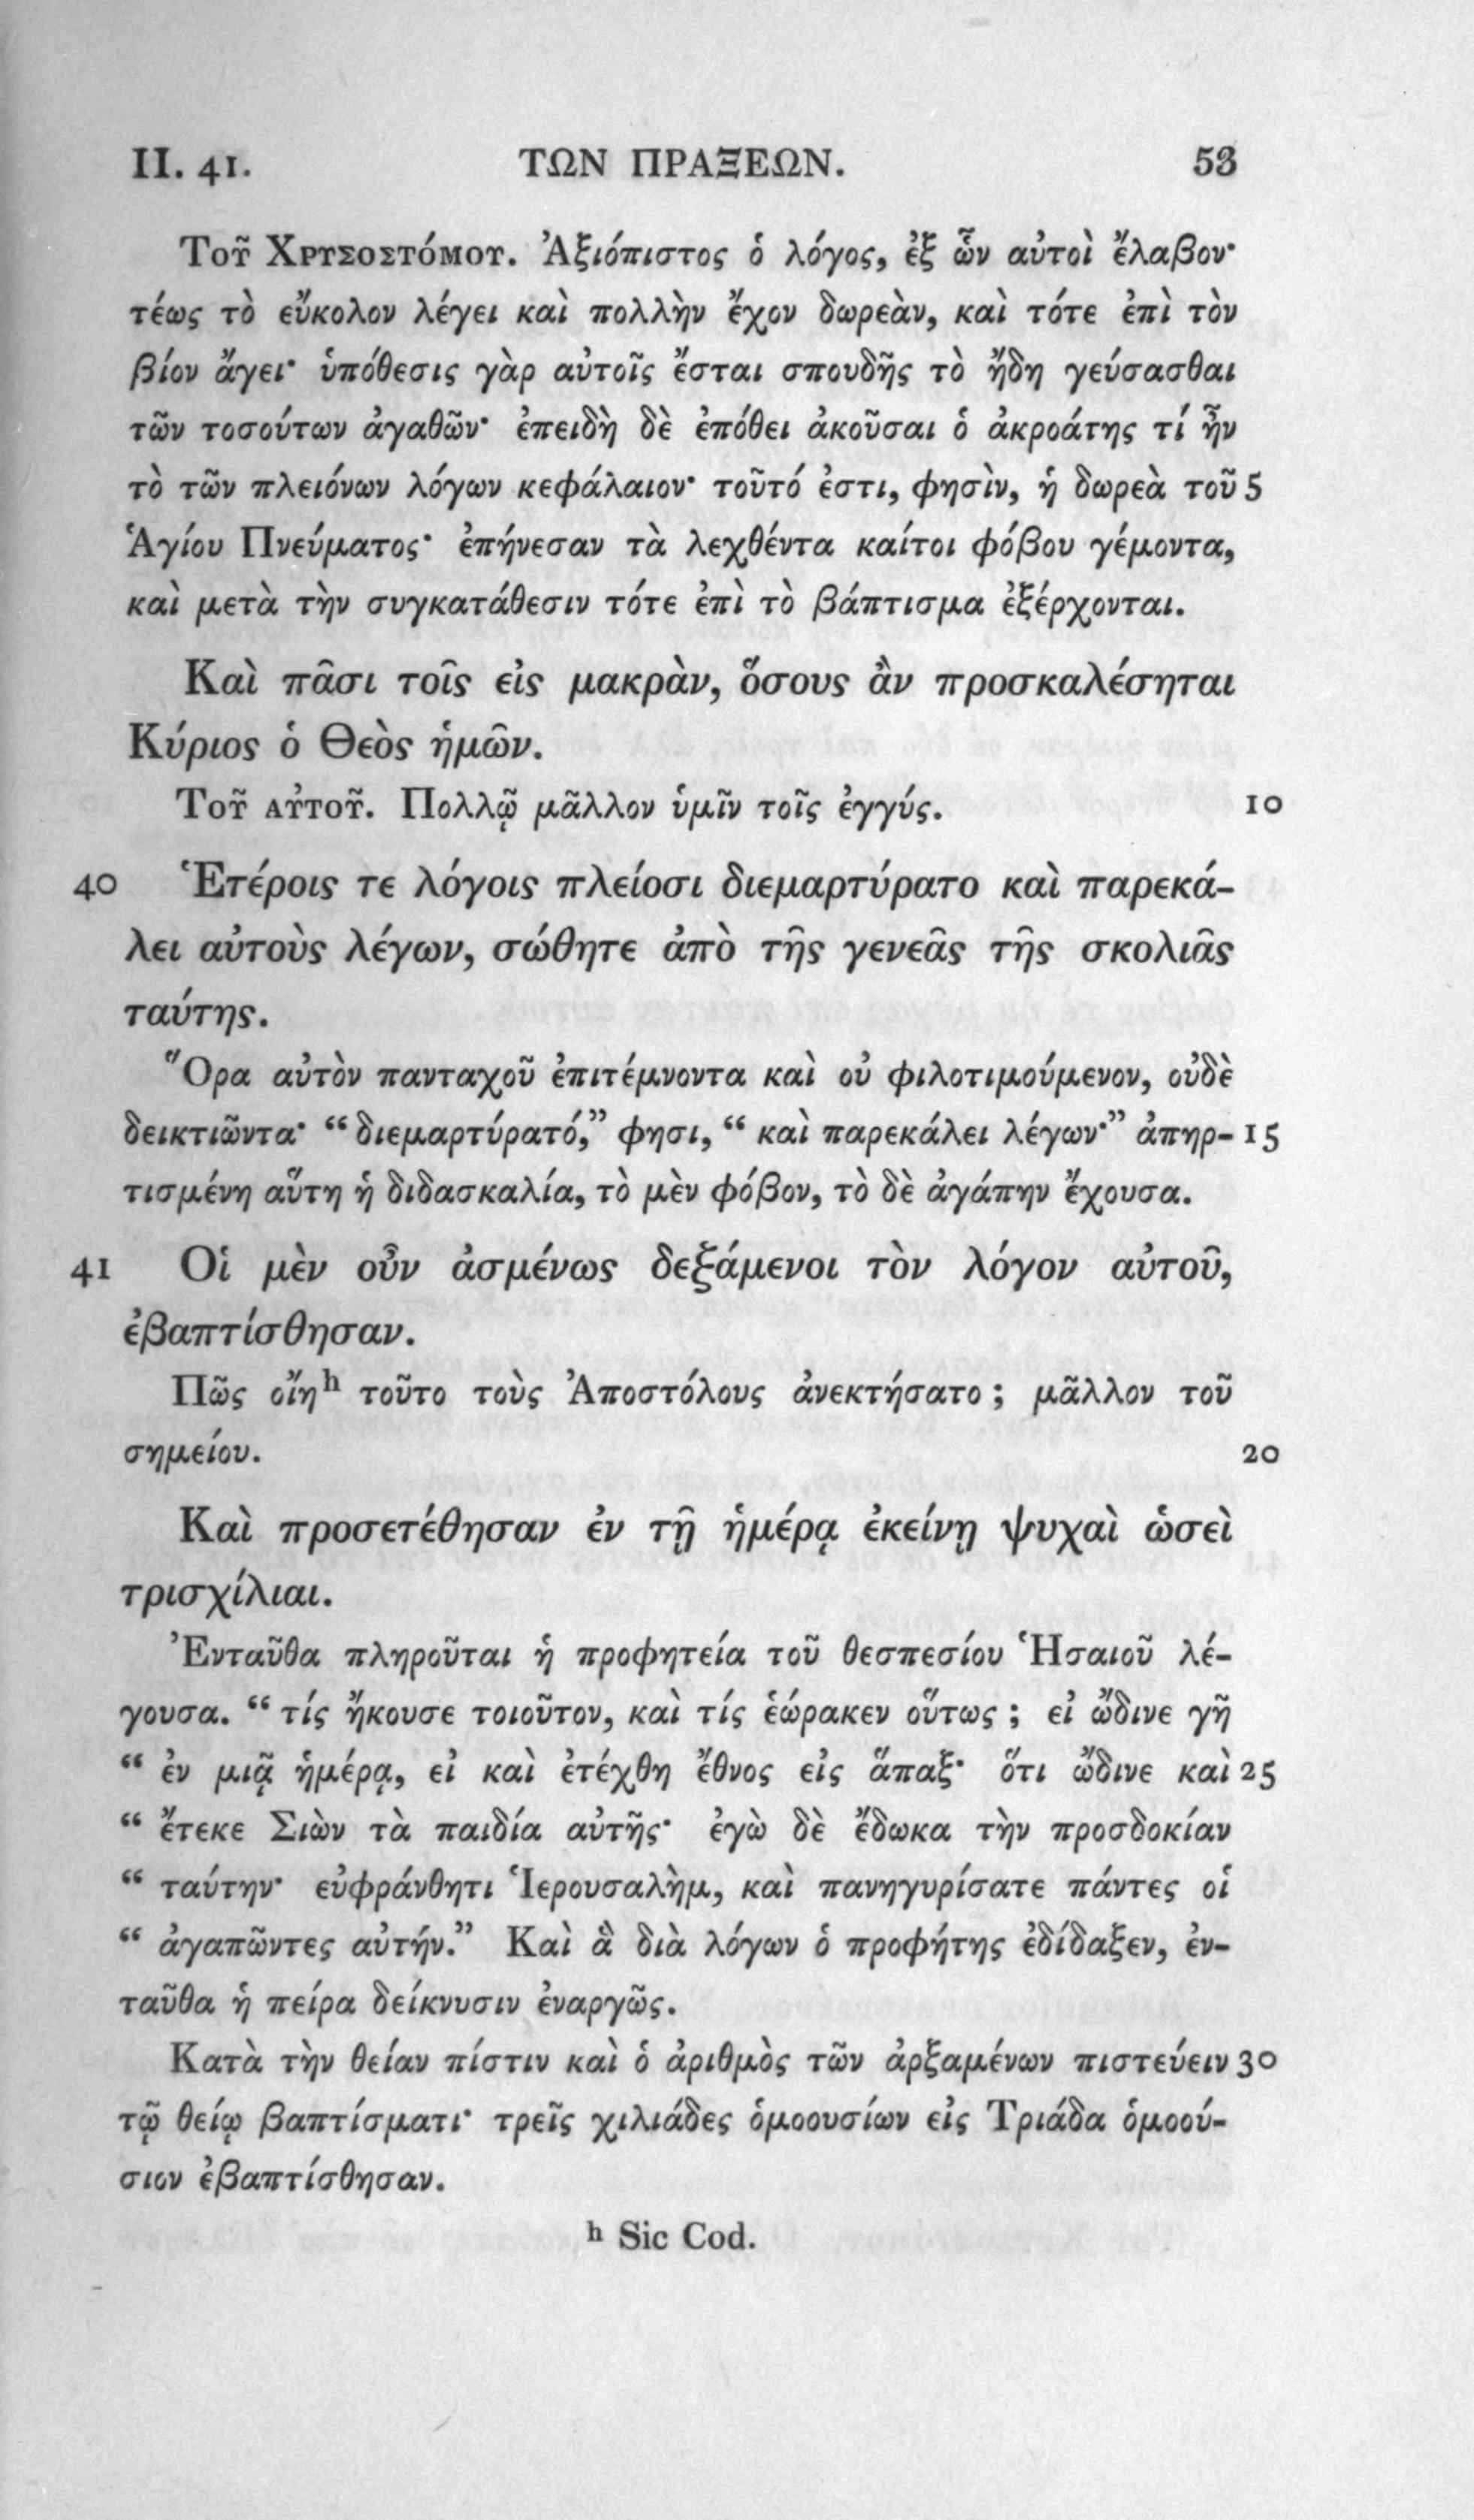 II. 41. ΤΩΝ ΠΡΑΞΕΩΝ. 53
Τοῦ Χρυσοστόμου. Ἀξιόπιστος ὁ λόγος, ἐξ ὧν αὐτοὶ ἔλαβον·
τέως τὸ εὔκολον λέγει καὶ πολλὴν ἔχον δωρεὰν, καὶ τότε ἐπὶ τὸν
βίον ἄγει· ὑπόθεσις γὰρ αὐτοῖς ἔσται σπουδῆς τὸ ἤδη γεύσασθαι
τῶν τοσούτων ἀγαθῶν· ἐπειδὴ δὲ ἐπόθει ἀκοῦσαι ὁ ἀκροάτης τί ἦν
τὸ τῶν πλειόνων λόγων κεφάλαιον· τοῦτό ἐστι, φησὶν, ἡ δωρεὰ τοῦ 5
Ἁγίου Πνεύματος· ἐπήνεσαν τὰ λεχθέντα καίτοι φόβου γέμοντα,
καὶ μετὰ τὴν συγκατάθεσιν τότε ἐπὶ τὸ βάπτισμα ἐξέρχονται.
Καὶ πᾶσι τοῖς εἰς μακρὰν, ὅσους ἂν προσκαλέσηται
Κύριος ὁ Θεὸς ἡμῶν.
Τοῦ αὐτοῦ. Πολλῷ μᾶλλον ὑμῖν τοῖς ἐγγύς. 10
40 Ἑτέροις τε λόγοις πλείοσι διεμαρτύρατο καὶ παρεκά-
λει αὐτοὺς λέγων, σώθητε ἀπὸ τῆς γενεᾶς τῆς σκολιᾶς
ταύτης.
Ὅρα αὐτὸν πανταχοῦ ἐπιτέμνοντα καὶ οὐ φιλοτιμούμενον, οὐδὲ
δεικτιῶντα· “διεμαρτύρατό,” φησι, “ καὶ παρεκάλει λέγων·” ἀπηρ- 15
τισμένη αὕτη ἡ διδασκαλία, τὸ μὲν φόβον, τὸ δὲ ἀγάπην ἔχουσα.
41 Οἱ μὲν οὖν ἀσμένως δεξάμενοι τὸν λόγον αὐτοῦ,
ἐβαπτίσθησαν.
Πῶς οἴηʰ τοῦτο τοὺς Ἀποστόλους ἀνεκτήσατο ; μᾶλλον τοῦ
σημείου. 20
Καὶ προσετέθησαν ἐν τῇ ἡμέρᾳ ἐκείνῃ ψυχαὶ ὡσεὶ
τρισχίλιαι.
Ἐνταῦθα πληροῦται ἡ προφητεία τοῦ θεσπεσίου Ἡσαιοῦ λέ-
γουσα. “ τίς ἤκουσε τοιοῦτον, καὶ τίς ἑώρακεν οὕτως ; εἰ ὤδινε γῆ
“ ἐν μιᾷ ἡμέρᾳ, εἰ καὶ ἐτέχθη ἔθνος εἰς ἅπαξ· ὅτι ὤδινε καὶ 25
“ ἔτεκε Σιὼν τὰ παιδία αὐτῆς· ἐγὼ δὲ ἔδωκα τὴν προσδοκίαν
“ ταύτην· εὐφράνθητι Ἱερουσαλὴμ, καὶ πανηγυρίσατε πάντες οἱ
“ ἀγαπῶντες αὐτήν.” Καὶ ἃ διὰ λόγων ὁ προφήτης ἐδίδαξεν, ἐν-
ταῦθα ἡ πείρα δείκνυσιν ἐναργῶς.
Κατὰ τὴν θείαν πίστιν καὶ ὁ ἀριθμὸς τῶν ἀρξαμένων πιστεύειν 30
τῷ θείῳ βαπτίσματι· τρεῖς χιλιάδες ὁμοουσίων εἰς Τριάδα ὁμοού-
σιον ἐβαπτίσθησαν.
ʰ Sic Cod.